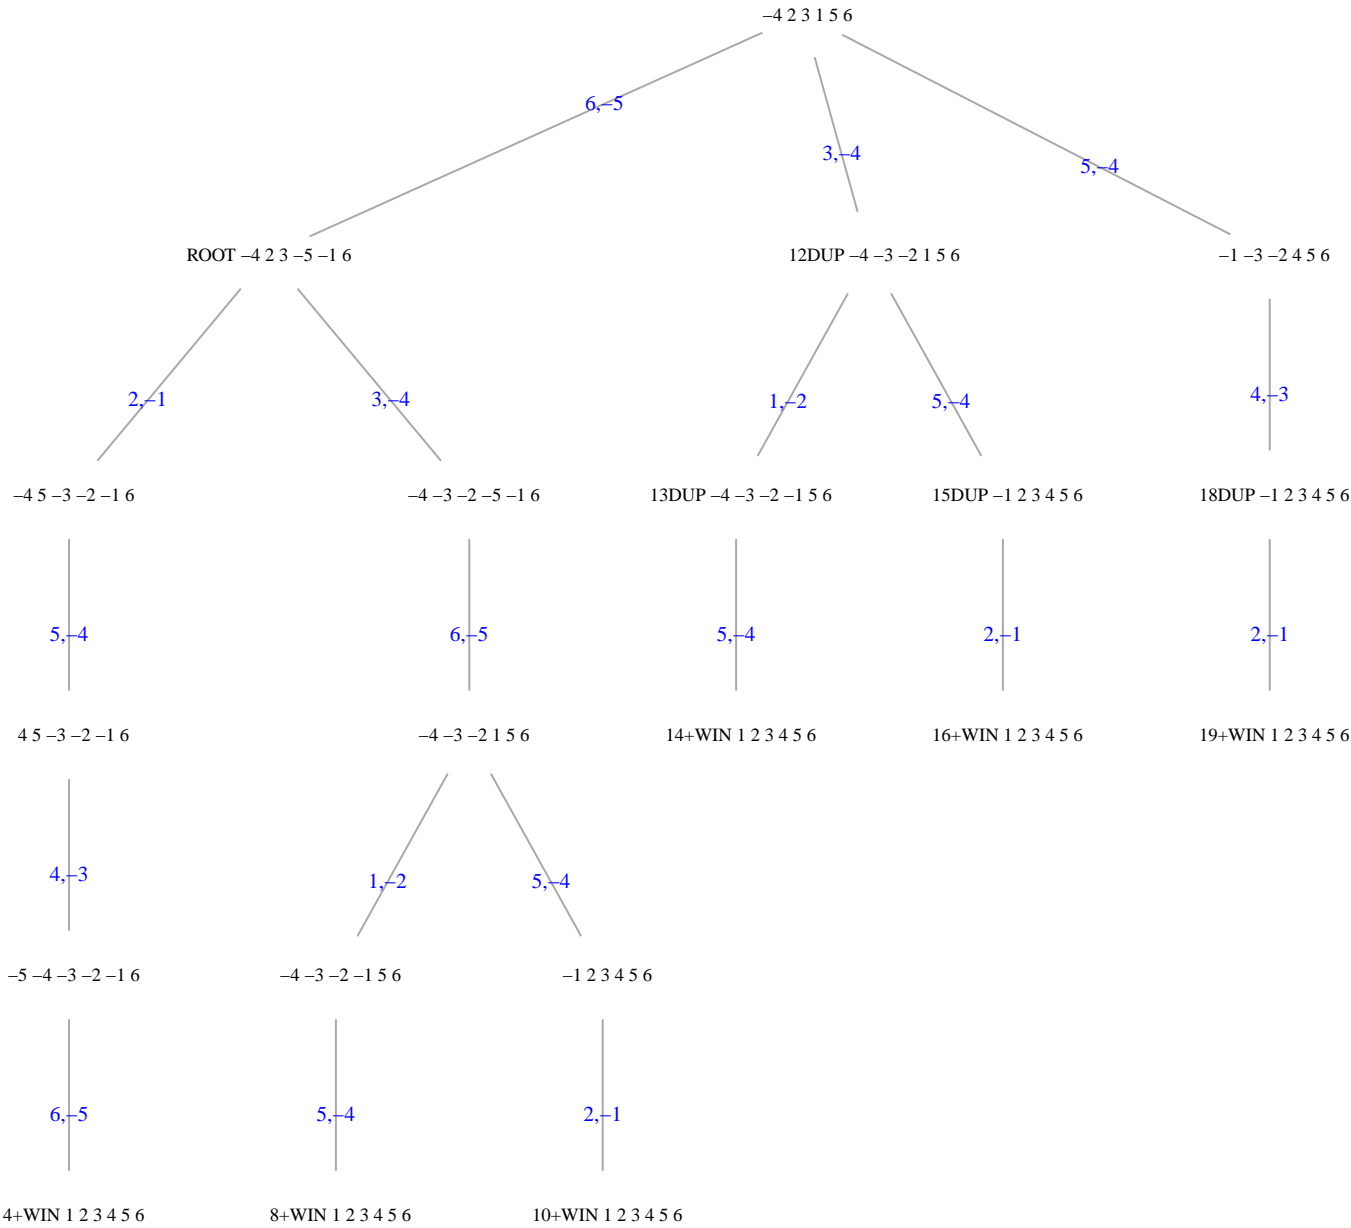 −4 2 3 1 5 6
6,−5
3,−4
5,−4
ROOT −4 2 3 −5 −1 6
12DUP −4 −3 −2 1 5 6
−1 −3 −2 4 5 6
2,−1
3,−4
1,−2
5,−4
4,−3
−4 5 −3 −2 −1 6
−4 −3 −2 −5 −1 6
13DUP −4 −3 −2 −1 5 6
15DUP −1 2 3 4 5 6
18DUP −1 2 3 4 5 6
5,−4
6,−5
5,−4
2,−1
2,−1
4 5 −3 −2 −1 6
−4 −3 −2 1 5 6
14+WIN 1 2 3 4 5 6
16+WIN 1 2 3 4 5 6
19+WIN 1 2 3 4 5 6
4,−3
1,−2
5,−4
−5 −4 −3 −2 −1 6
−4 −3 −2 −1 5 6
−1 2 3 4 5 6
6,−5
5,−4
2,−1
4+WIN 1 2 3 4 5 6
8+WIN 1 2 3 4 5 6
10+WIN 1 2 3 4 5 6